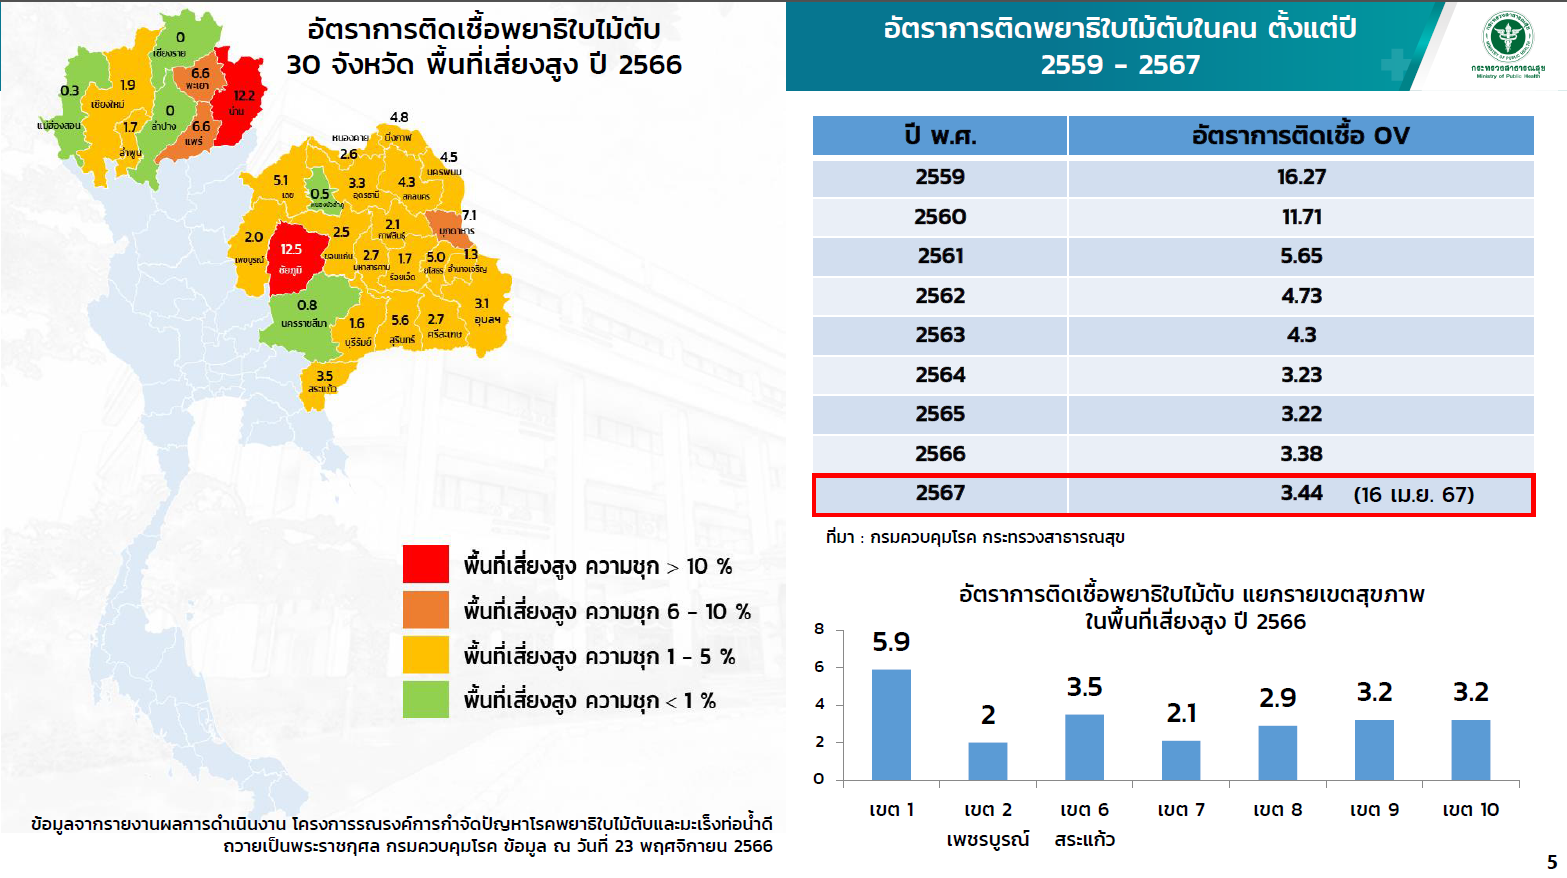 อัตราการติดเชื้อพยาธิใบไม้ตับ
30 จังหวัด พื้นที่เสี่ยงสูง ปี 2566
0
เชียงราย
6.6
พะเยา
12.2
น่าน
0.3
แม่ฮ่องสอน
1.9
เชียงใหม่
0
ลำปาง
1.7
ลำพูน
6.6
แพร่
4.8
บึงกาฬ
หนองคาย
2.6
4.5
นครพนม
5.1
เลย
0.5
หนองบัวลำภู
3.3
อุดรธานี
4.3
สกลนคร
7.1
มุกดาหาร
2.0
เพชรบูรณ์
12.5
ชัยภูมิ
2.5
ขอนแก่น
2.1
กาฬสินธุ์
2.7
มหาสารคาม
1.7
ร้อยเอ็ด
5.0
ยโสธร
1.3
อำนาจเจริญ
0.8
นครราชสีมา
1.6
บุรีรัมย์
5.6
สุรินทร์
2.7
ศรีสะเกษ
3.1
อุบลฯ
3.5
สระแก้ว
พื้นที่เสี่ยงสูง ความชุก > 10 %
พื้นที่เสี่ยงสูง ความชุก 6 - 10 %
พื้นที่เสี่ยงสูง ความชุก 1 - 5 %
พื้นที่เสี่ยงสูง ความชุก < 1 %
ข้อมูลจากรายงานผลการดำเนินงาน โครงการรณรงค์การกำจัดปัญหาโรคพยาธิใบไม้ตับและมะเร็งท่อน้ำดี
ถวายเป็นพระราชกุศล กรมควบคุมโรค ข้อมูล ณ วันที่ 23 พฤศจิกายน 2566
อัตราการติดพยาธิใบไม้ตับในคน ตั้งแต่ปี
2559 - 2567
กระทรวงสาธารณสุข
Ministry of Public Health
ปี พ.ศ. อัตราการติดเชื้อ OV
2559 16.27
2560 11.71
2561 5.65
2562 4.73
2563 4.3
2564 3.23
2565 3.22
2566 3.38
2567 3.44 (16 เม.ย. 67)
ที่มา : กรมควบคุมโรค กระทรวงสาธารณสุข
อัตราการติดเชื้อพยาธิใบไม้ตับ แยกรายเขตสุขภาพ
ในพื้นที่เสี่ยงสูง ปี 2566
8
6
4
2
0
5.9 2 3.5 2.1 2.9 3.2 3.2
เขต 1 เขต 2 เขต 6 เขต 7 เขต 8 เขต 9 เขต 10
เพชรบูรณ์ สระแก้ว
5